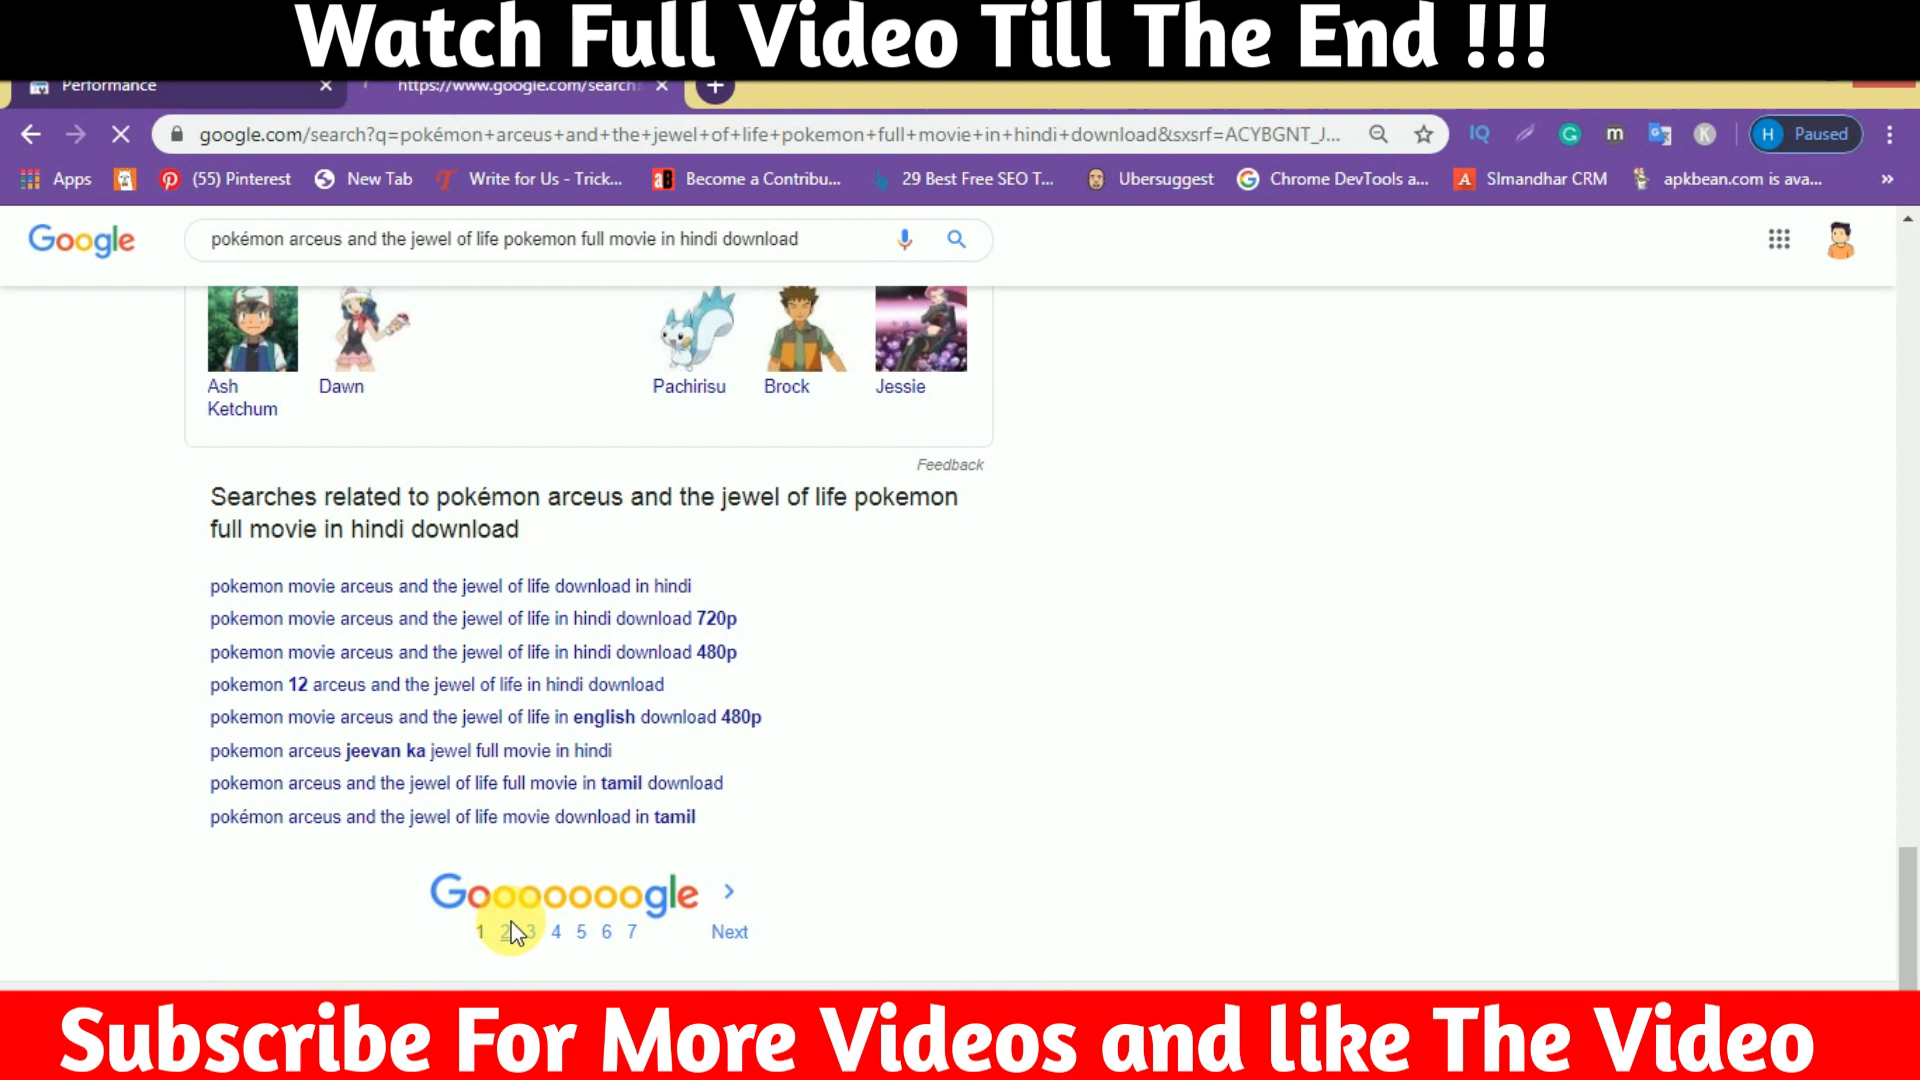 Watch Full Video Till The End !!!
Performance
https://www.google.com/search
google.com/search?q=pokémon+arceus+and+the+jewel+of+life+pokemon+full+movie+in+hindi+download&sxsrf=ACYBGNT_J...
IQ
G
m
K
H Paused
Apps
(55) Pinterest
New Tab
Write for Us - Trick...
aB Become a Contribu...
29 Best Free SEO T...
Ubersuggest
Chrome DevTools a...
A SImandhar CRM
apkbean.com is ava...
»
Google
pokémon arceus and the jewel of life pokemon full movie in hindi download
Ash Ketchum
Dawn
Pachirisu
Brock
Jessie
Feedback
Searches related to pokémon arceus and the jewel of life pokemon
full movie in hindi download
pokemon movie arceus and the jewel of life download in hindi
pokemon movie arceus and the jewel of life in hindi download 720p
pokemon movie arceus and the jewel of life in hindi download 480p
pokemon 12 arceus and the jewel of life in hindi download
pokemon movie arceus and the jewel of life in english download 480p
pokemon arceus jeevan ka jewel full movie in hindi
pokemon arceus and the jewel of life full movie in tamil download
pokémon arceus and the jewel of life movie download in tamil
Goooooooogle
1 2 3 4 5 6 7 Next
Subscribe For More Videos and like The Video